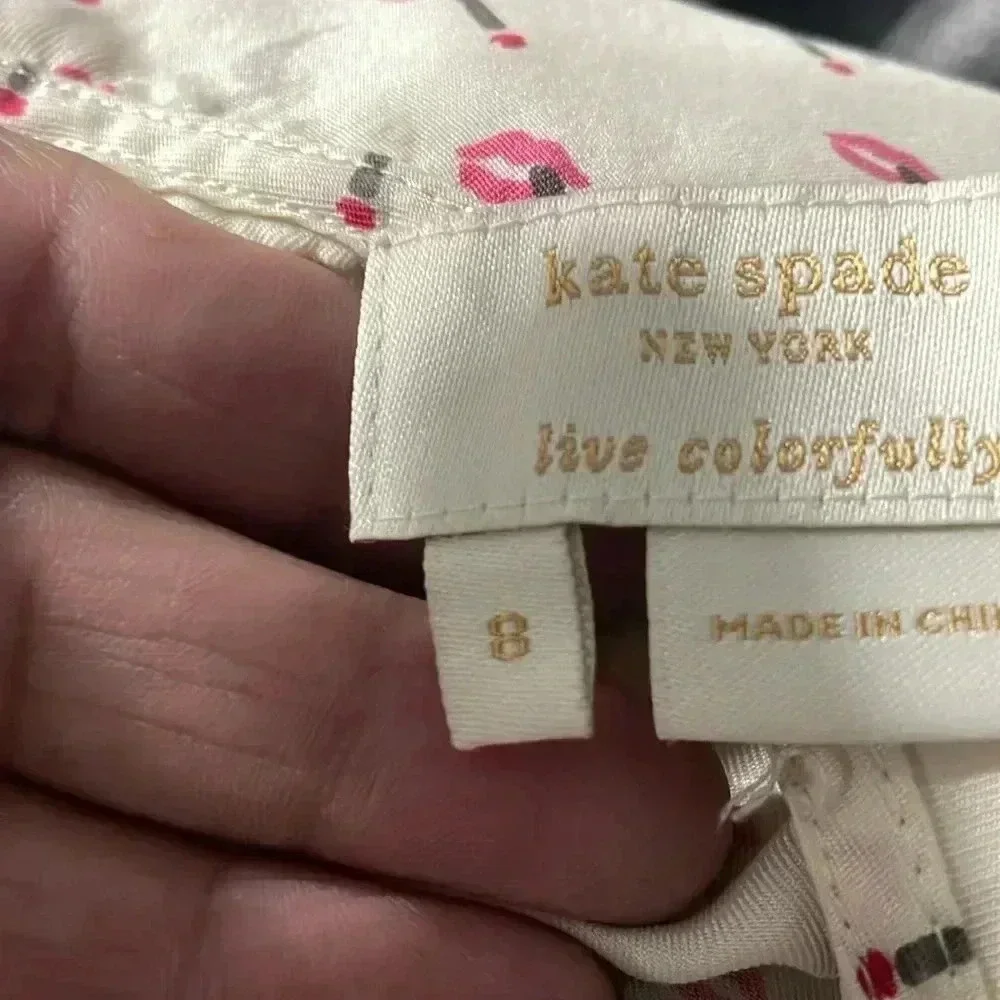 kate spade
NEW YORK
live colorfully
8
MADE IN CHI